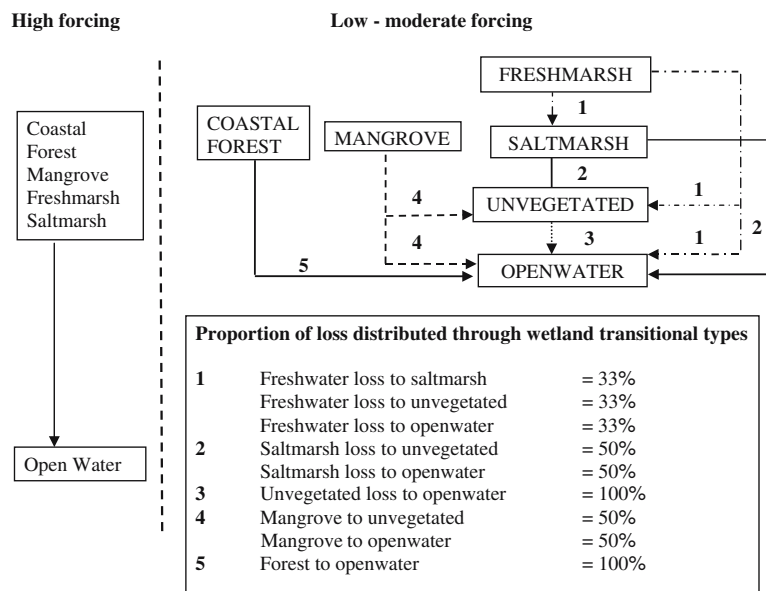 High forcing
Low - moderate forcing
FRESHMARSH
1
COASTAL
FOREST
MANGROVE
SALTMARSH
2
UNVEGETATED
4
1
3
4
1
2
5
OPENWATER
Coastal
Forest
Mangrove
Freshmarsh
Saltmarsh
Open Water
Proportion of loss distributed through wetland transitional types
1 Freshwater loss to saltmarsh = 33%
Freshwater loss to unvegetated = 33%
Freshwater loss to openwater = 33%
2 Saltmarsh loss to unvegetated = 50%
Saltmarsh loss to openwater = 50%
3 Unvegetated loss to openwater = 100%
4 Mangrove to unvegetated = 50%
Mangrove to openwater = 50%
5 Forest to openwater = 100%